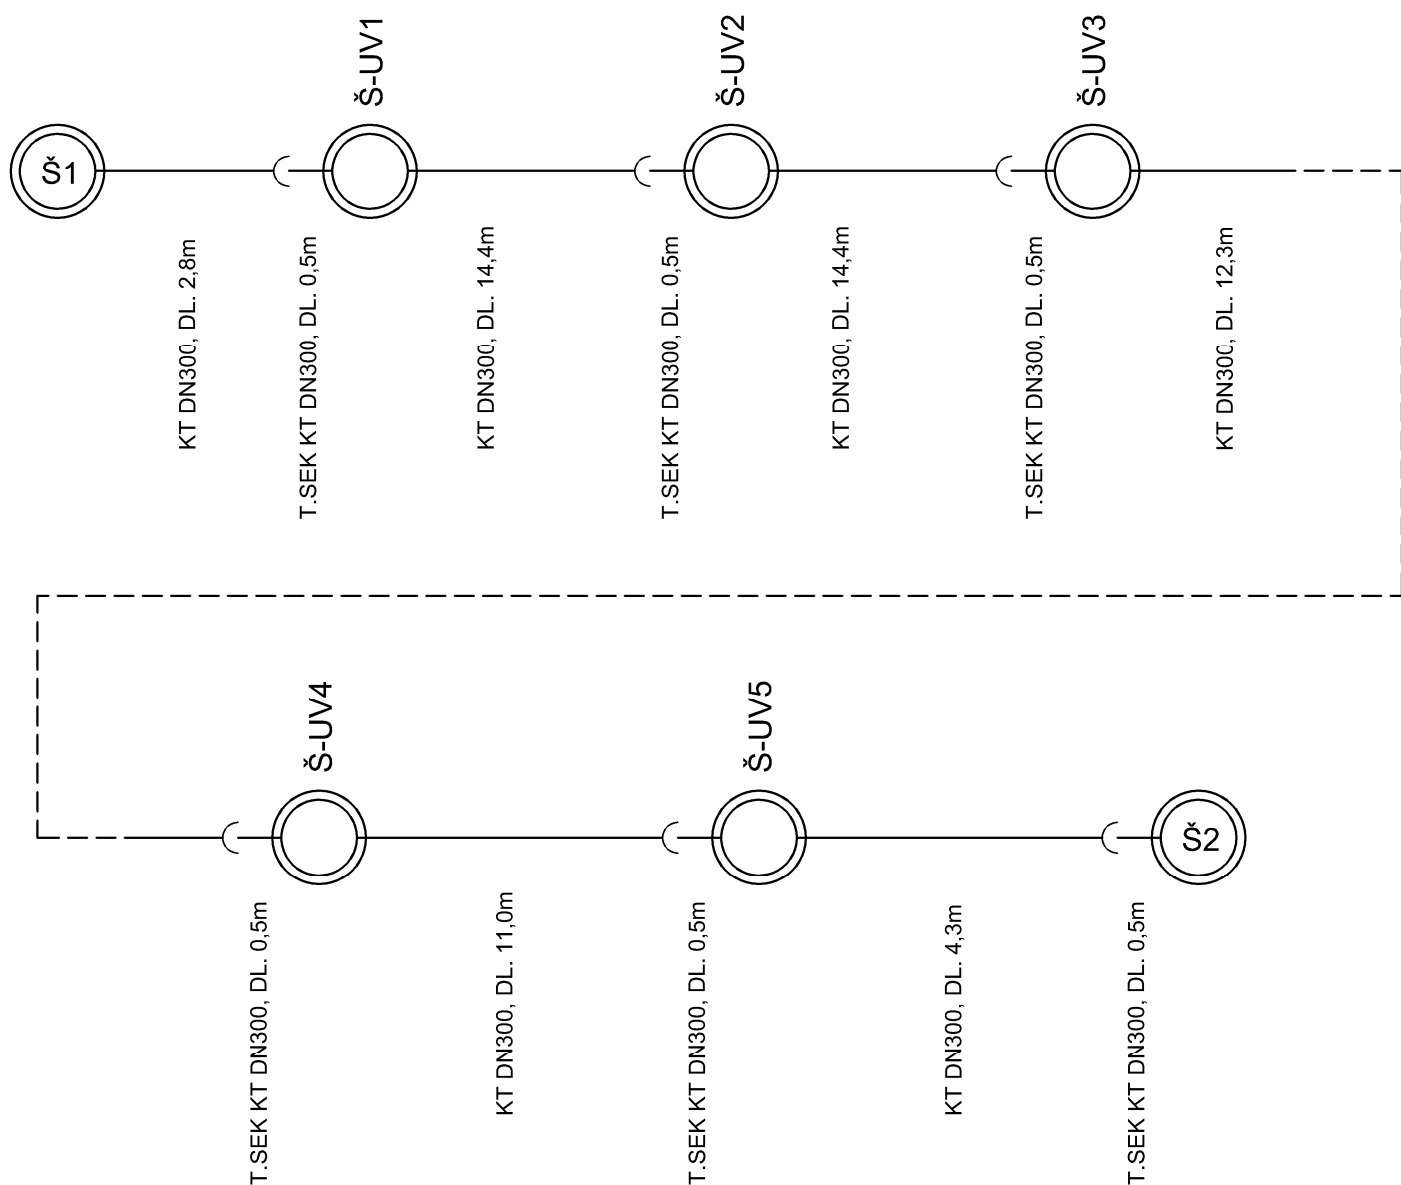 Š-UV1
Š-UV2
Š-UV3
Š1
KT DN300, DL. 2,8m
T.SEK KT DN300, DL. 0,5m
KT DN300, DL. 14,4m
T.SEK KT DN300, DL. 0,5m
KT DN300, DL. 14,4m
T.SEK KT DN300, DL. 0,5m
KT DN300, DL. 12,3m
Š-UV4
Š-UV5
Š2
T.SEK KT DN300, DL. 0,5m
KT DN300, DL. 11,0m
T.SEK KT DN300, DL. 0,5m
KT DN300, DL. 4,3m
T.SEK KT DN300, DL. 0,5m